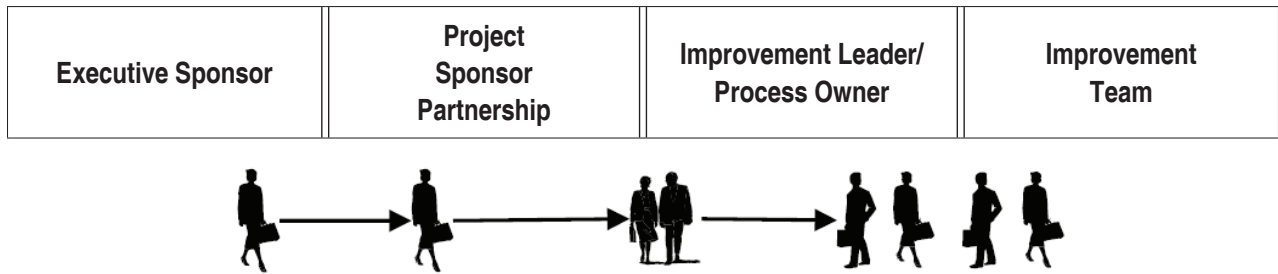 Executive Sponsor
Project
Sponsor
Partnership
Improvement Leader/
Process Owner
Improvement
Team